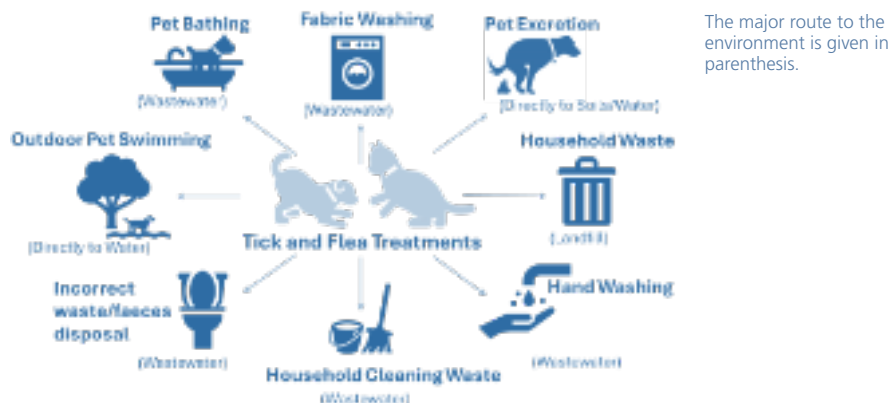 Pet Bathing
(Wastewater)
Fabric Washing
(Wastewater)
Pet Excretion
(Directly to Soils/Water)
The major route to the
environment is given in
parenthesis.
Outdoor Pet Swimming
(Directly to Water)
Household Waste
(Landfill)
Tick and Flea Treatments
Incorrect
waste/faeces
disposal
(Wastewater)
Hand Washing
(Wastewater)
Household Cleaning Waste
(Wastewater)